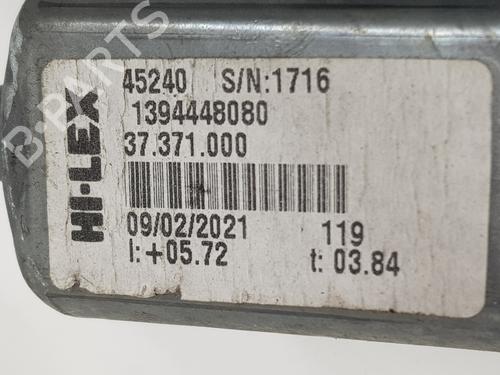 HI-LEX
45240 S/N:1716
1394448080
37.371.000
09/02/2021 119
I:+05.72 t: 03.84
B-PARTS